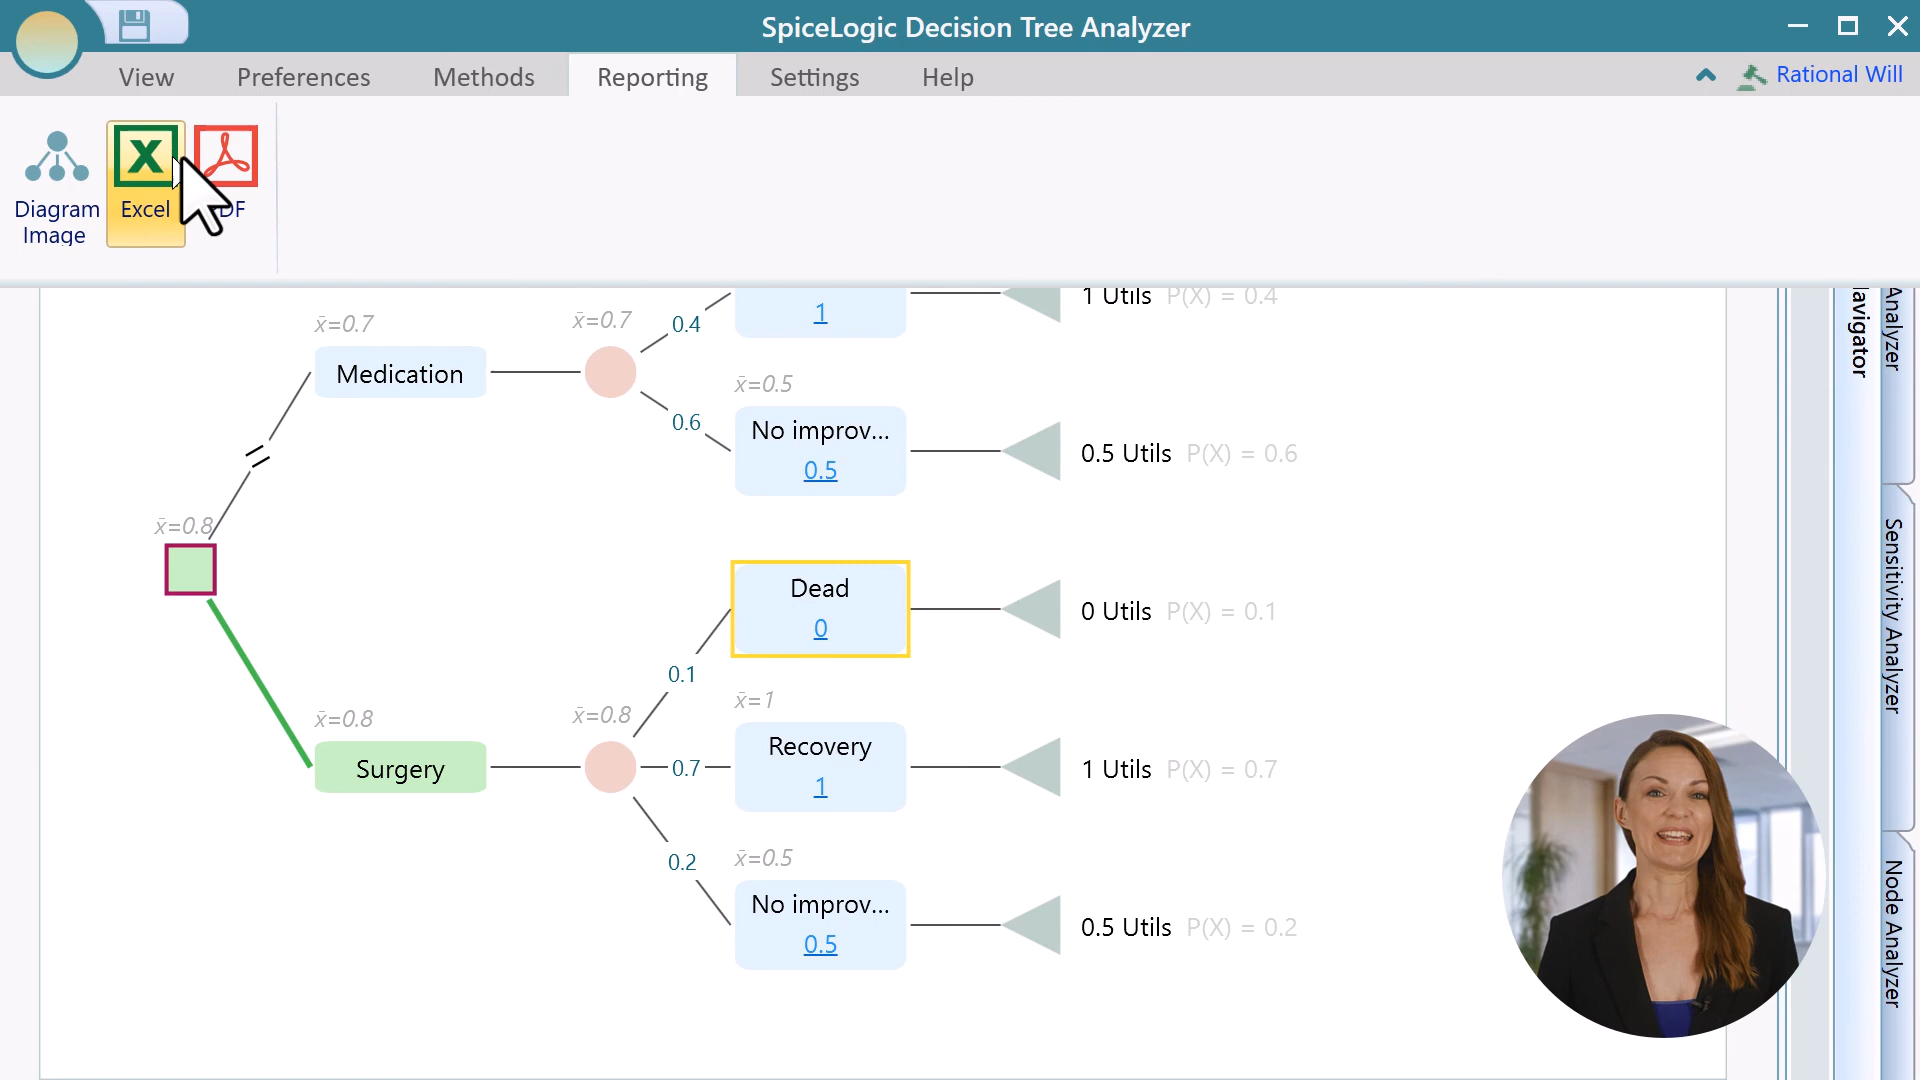 SpiceLogic Decision Tree Analyzer
View Preferences Methods Reporting Settings Help
Rational Will
Diagram
Image
Excel
DF
1 Utils P(X) = 0.4
x̄=0.7
x̄=0.7
0.4
1
Medication
x̄=0.5
0.6
No improv...
0.5
0.5 Utils P(X) = 0.6
x̄=0.8
Dead
0
0 Utils P(X) = 0.1
0.1
x̄=1
x̄=0.8
x̄=0.8
Recovery
1
1 Utils P(X) = 0.7
0.7
Surgery
x̄=0.5
0.2
No improv...
0.5
0.5 Utils P(X) = 0.2
avigator
Analyzer
Sensitivity Analyzer
Node Analyzer